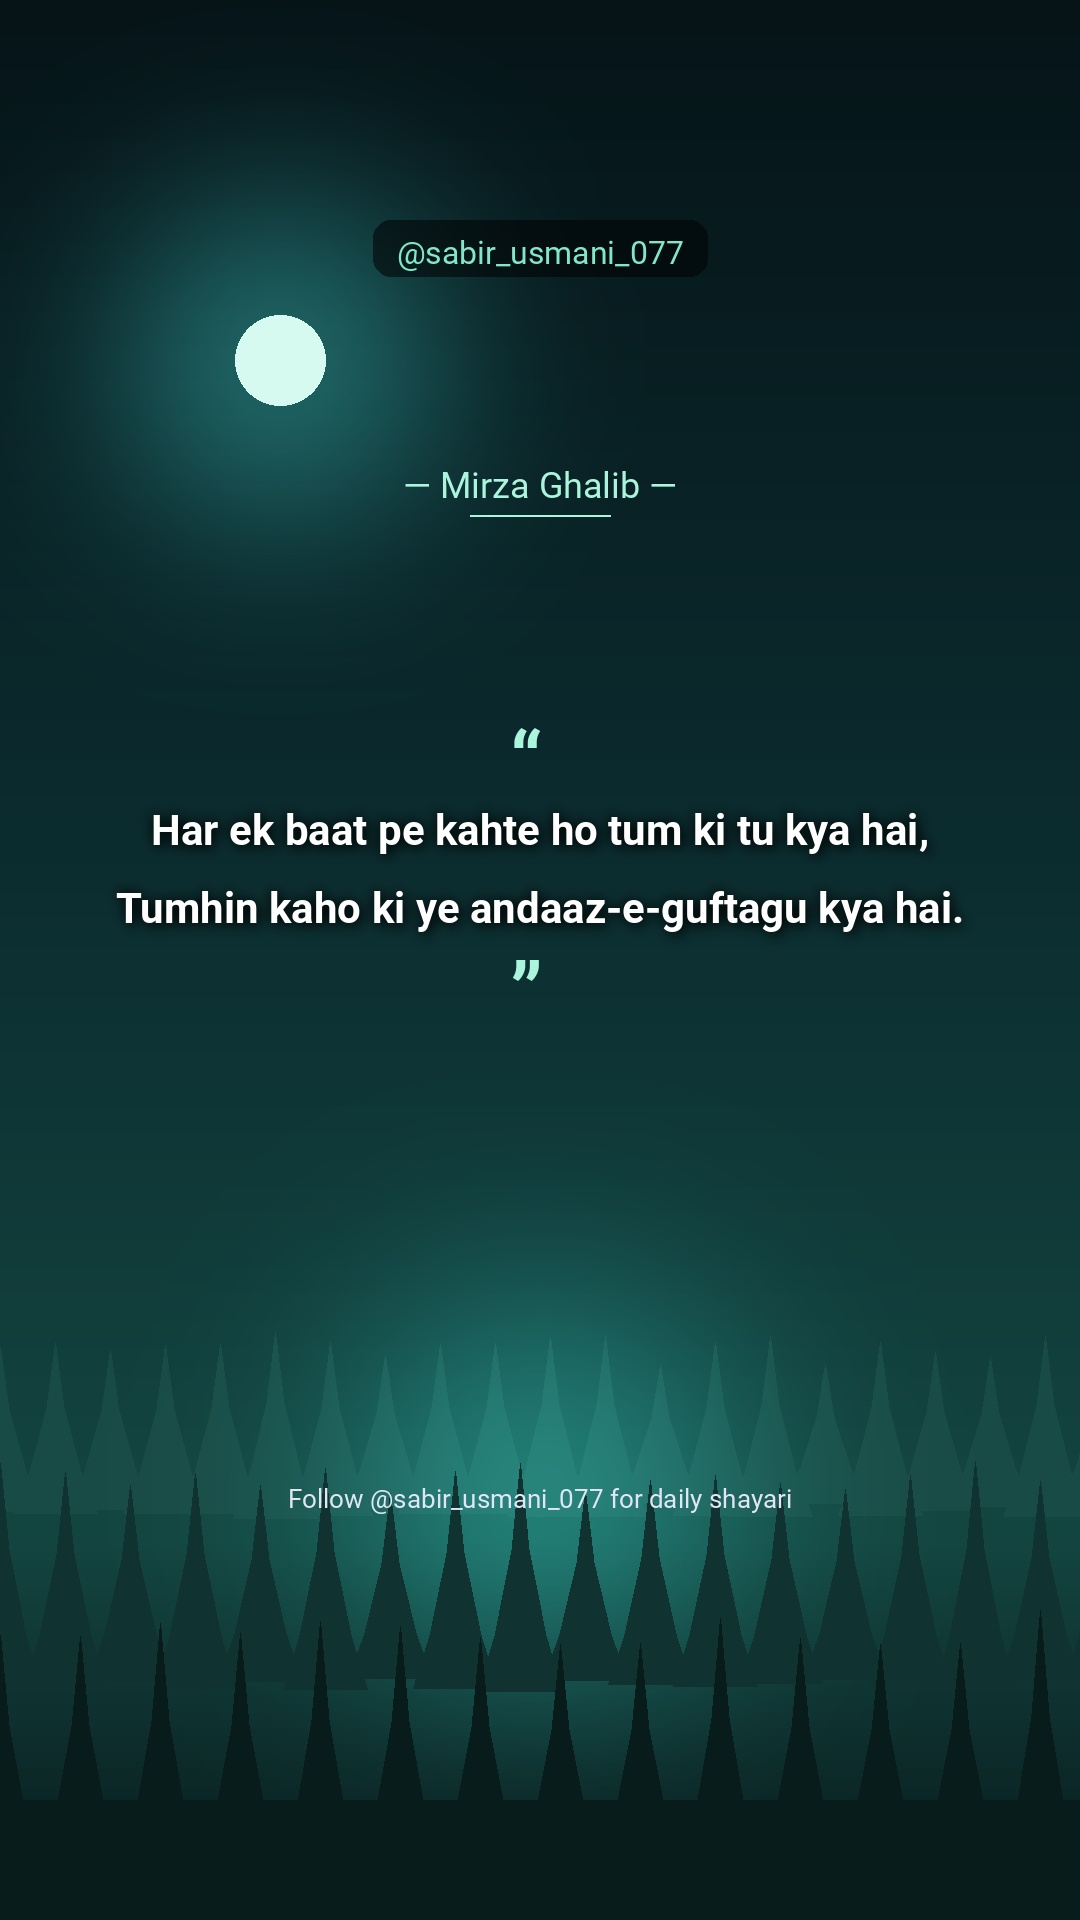 @sabir_usmani_077
— Mirza Ghalib —
“
Har ek baat pe kahte ho tum ki tu kya hai,
Tumhin kaho ki ye andaaz-e-guftagu kya hai.
”
Follow @sabir_usmani_077 for daily shayari